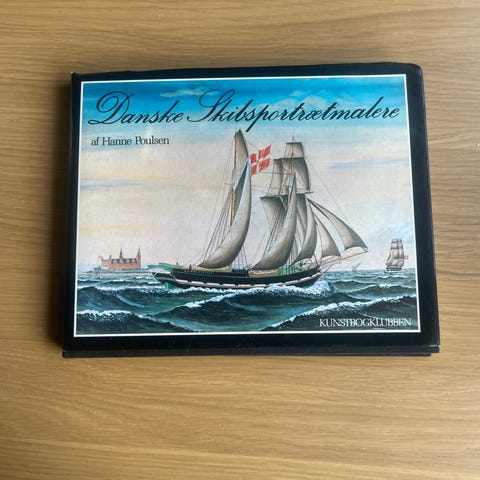 Danske Skibsportrætmalere
af Hanne Poulsen
KUNSTBOGKLUBBEN